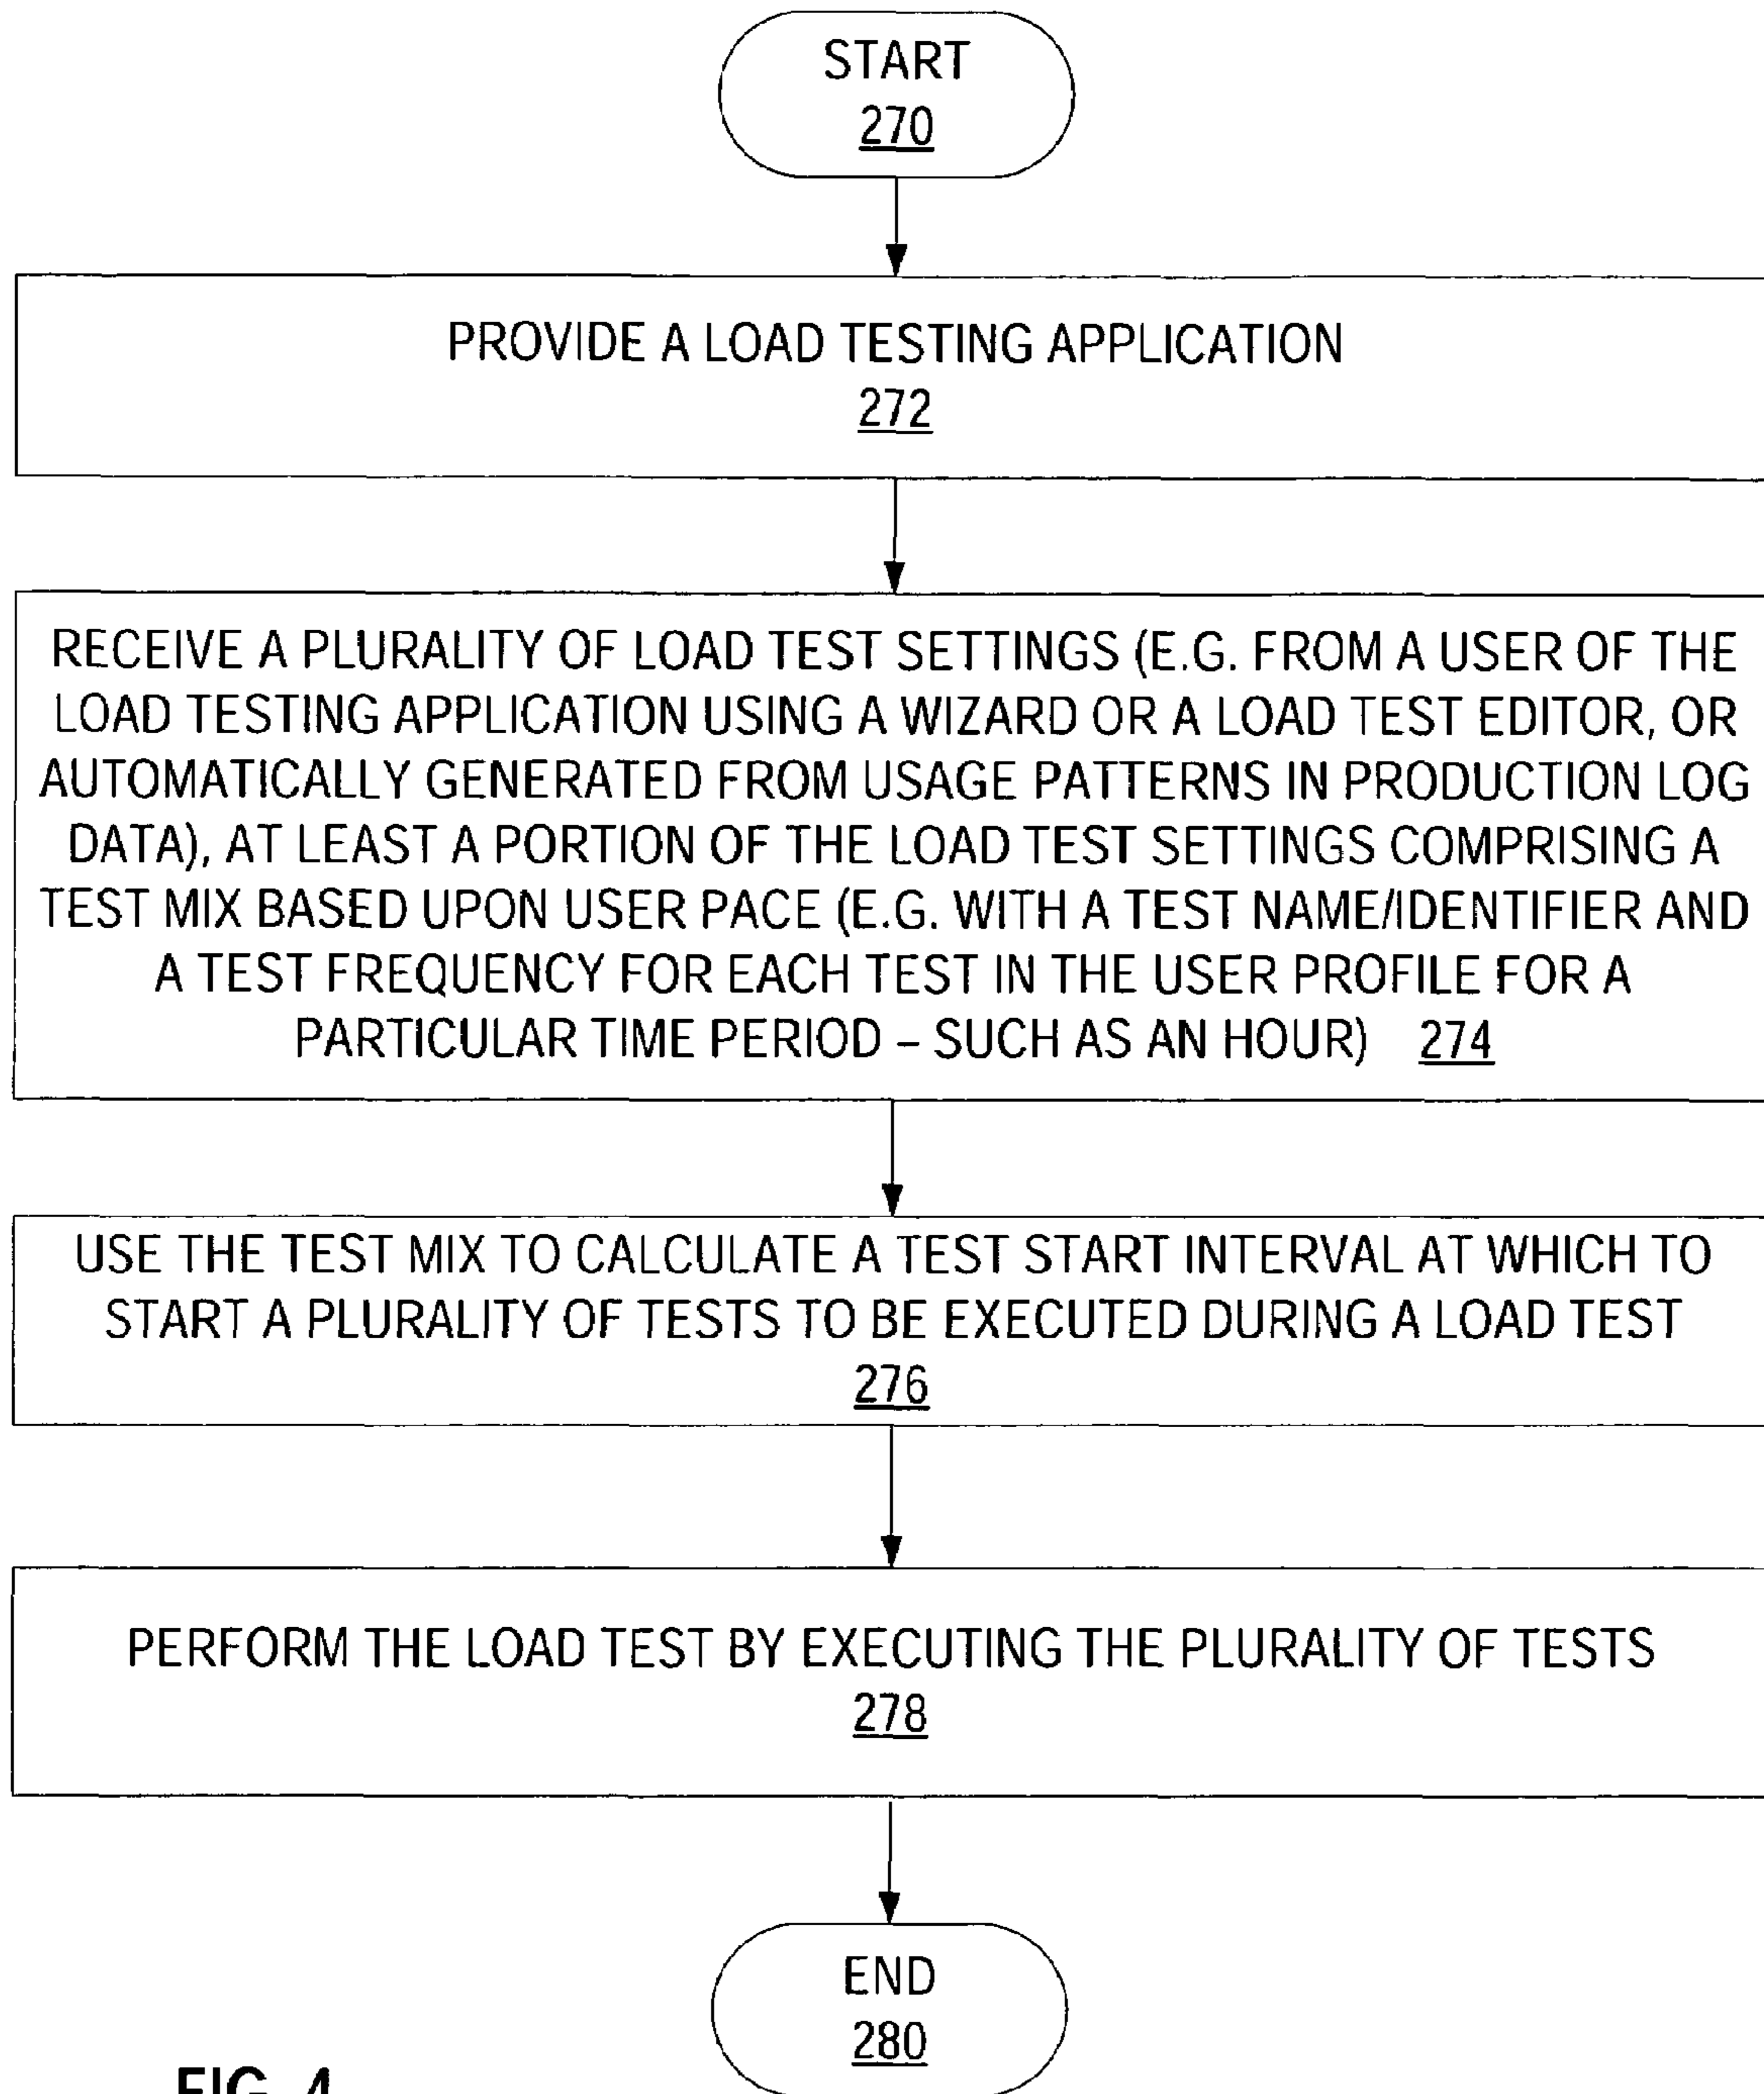 START
270
PROVIDE A LOAD TESTING APPLICATION
272
RECEIVE A PLURALITY OF LOAD TEST SETTINGS (E.G. FROM A USER OF THE
LOAD TESTING APPLICATION USING A WIZARD OR A LOAD TEST EDITOR, OR
AUTOMATICALLY GENERATED FROM USAGE PATTERNS IN PRODUCTION LOG
DATA), AT LEAST A PORTION OF THE LOAD TEST SETTINGS COMPRISING A
TEST MIX BASED UPON USER PACE (E.G. WITH A TEST NAME/IDENTIFIER AND
A TEST FREQUENCY FOR EACH TEST IN THE USER PROFILE FOR A
PARTICULAR TIME PERIOD – SUCH AS AN HOUR) 274
USE THE TEST MIX TO CALCULATE A TEST START INTERVAL AT WHICH TO
START A PLURALITY OF TESTS TO BE EXECUTED DURING A LOAD TEST
276
PERFORM THE LOAD TEST BY EXECUTING THE PLURALITY OF TESTS
278
END
280
FIG. 4